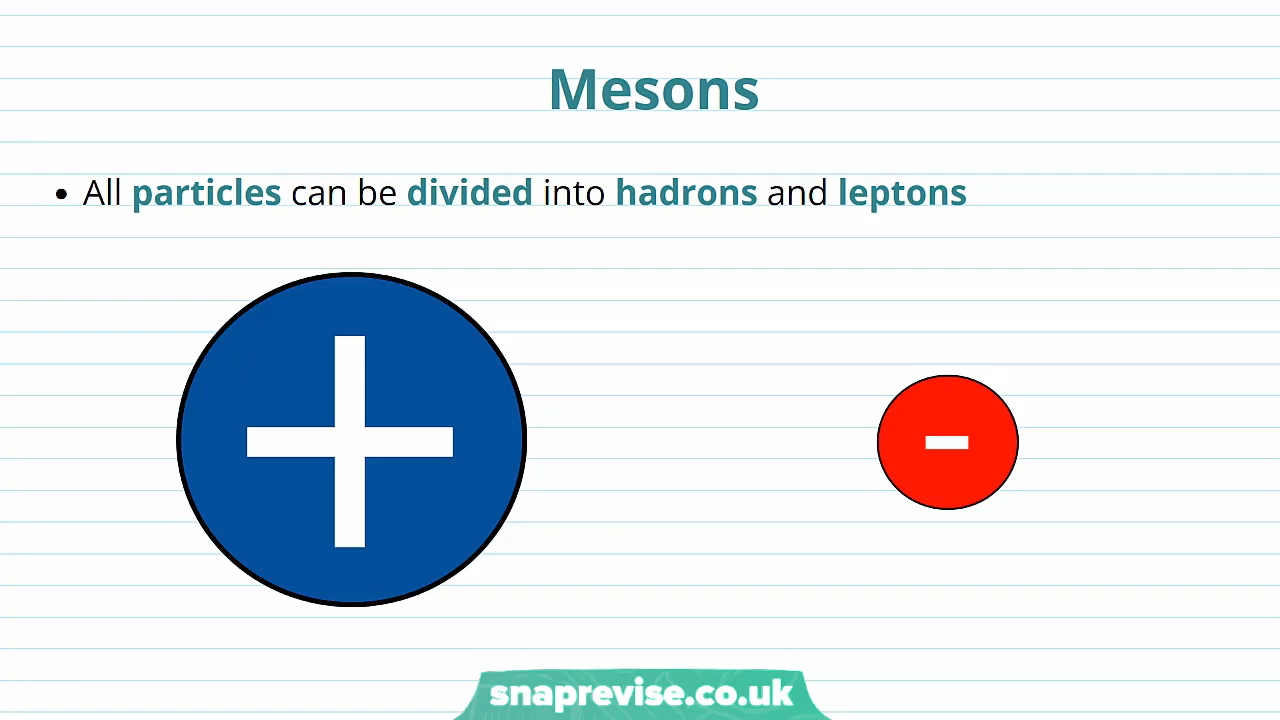 Mesons
• All particles can be divided into hadrons and leptons
+
-
snaprevise.co.uk